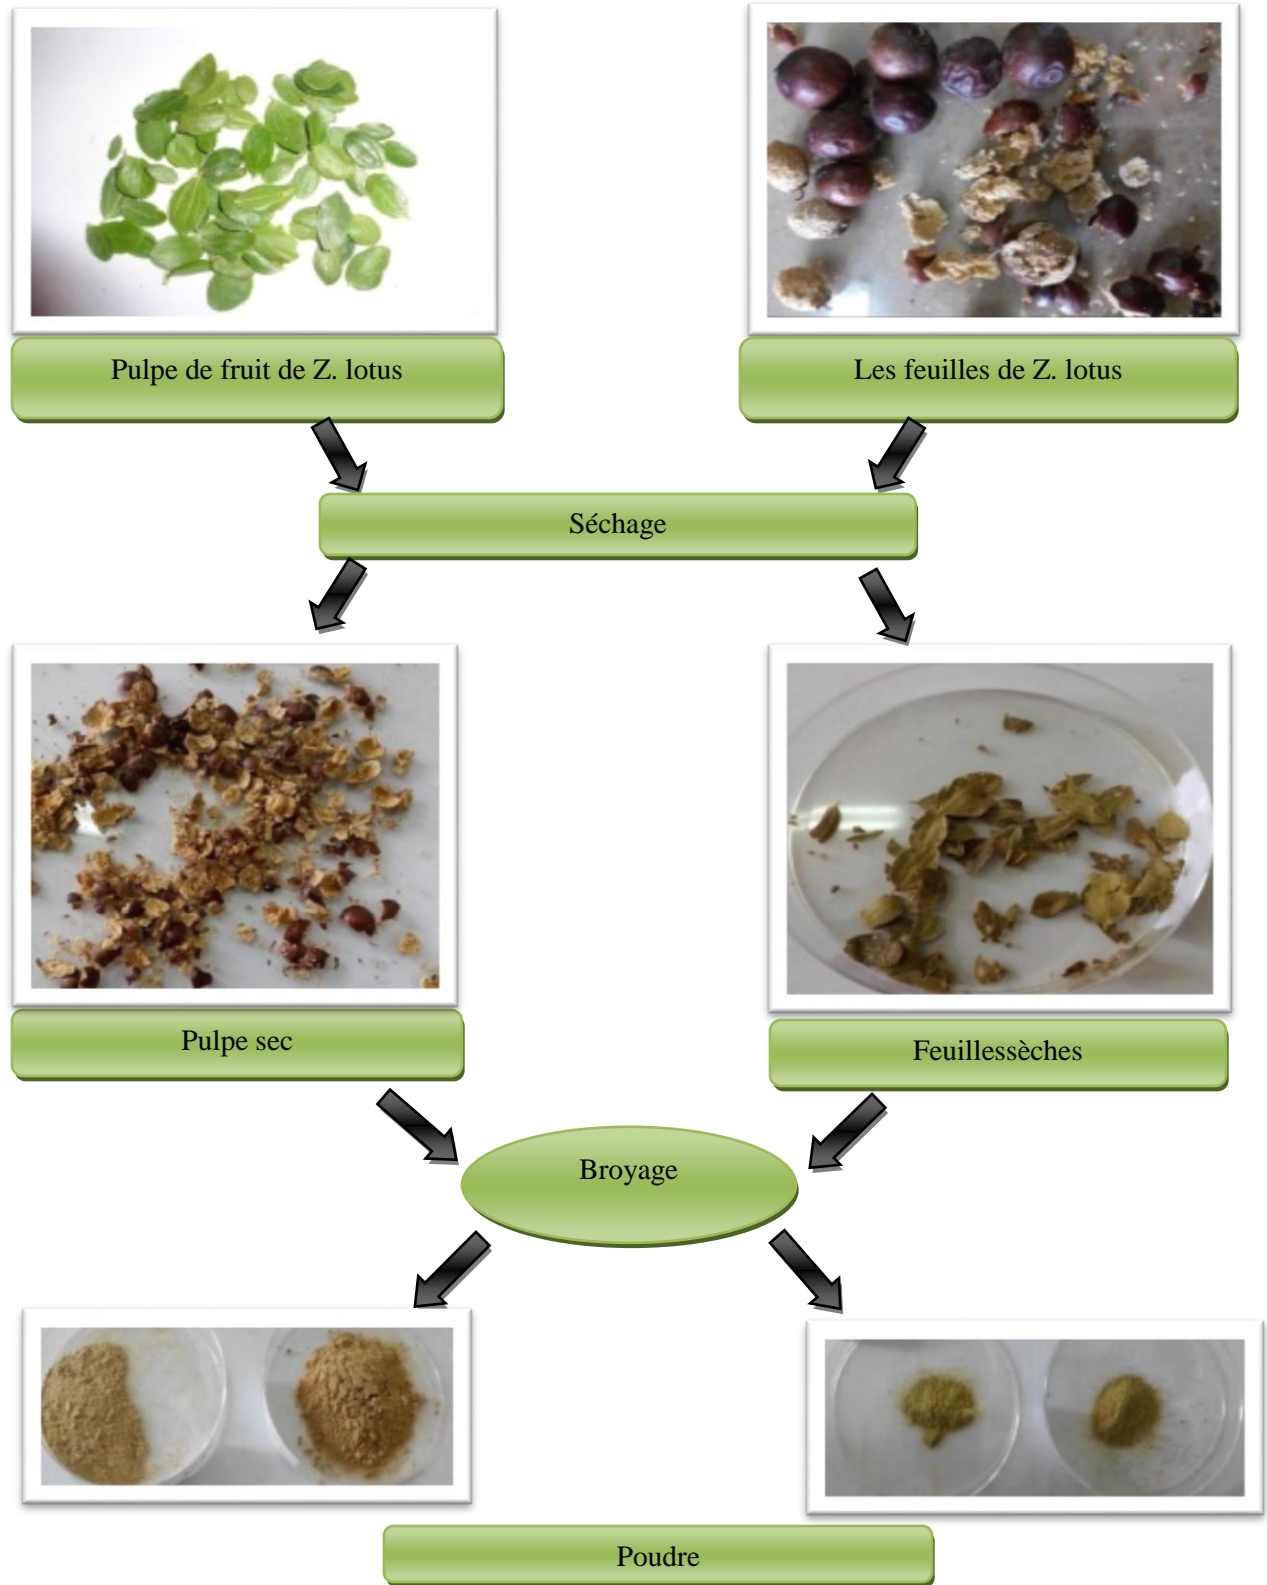 Pulpe de fruit de Z. lotus
Les feuilles de Z. lotus
Séchage
Pulpe sec
Feuillessèches
Broyage
Poudre